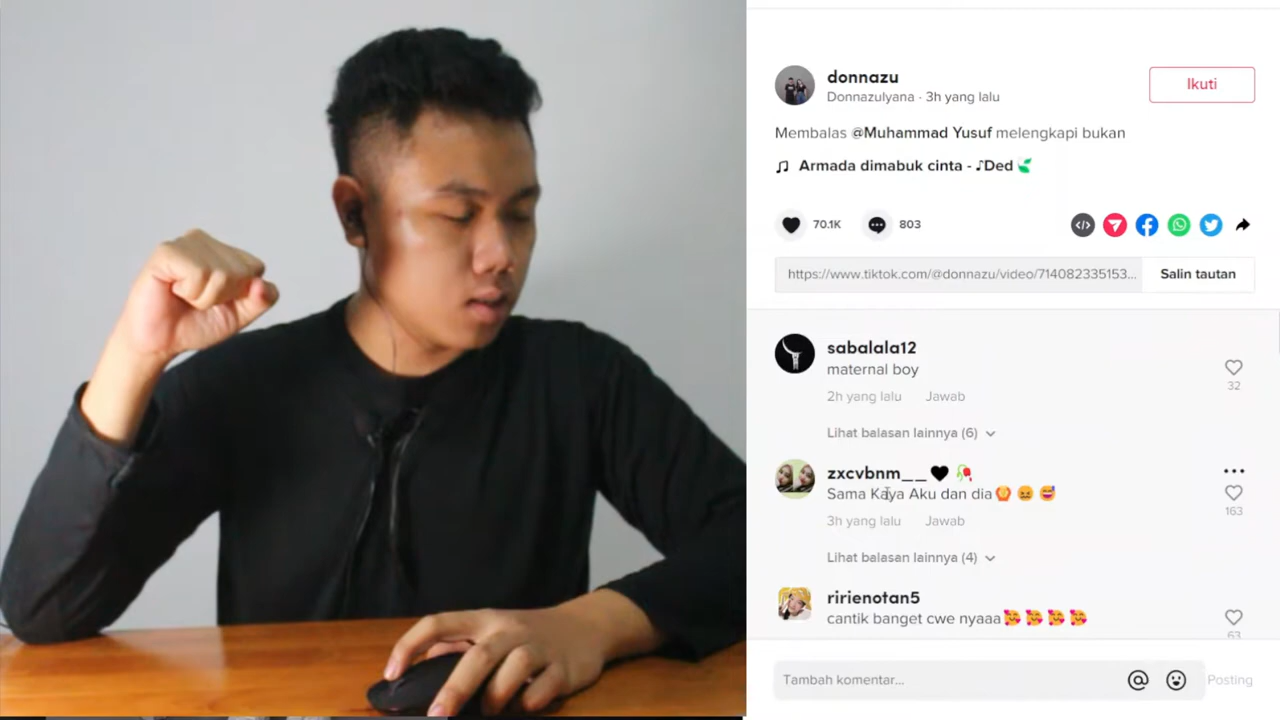 donnazu
Donnazulyana · 3h yang lalu
Ikuti
Membalas @Muhammad Yusuf melengkapi bukan
Armada dimabuk cinta - ♪Ded🍃
70.1K
803
https://www.tiktok.com/@donnazu/video/714082335153...
Salin tautan
sabalala12
maternal boy
32
2h yang lalu Jawab
Lihat balasan lainnya (6)
zxcvbnm__🖤🥀
Sama Kaya Aku dan dia
163
3h yang lalu Jawab
Lihat balasan lainnya (4)
ririenotan5
cantik banget cwe nyaaa🥰🥰🥰🥰
63
Tambah komentar...
Posting